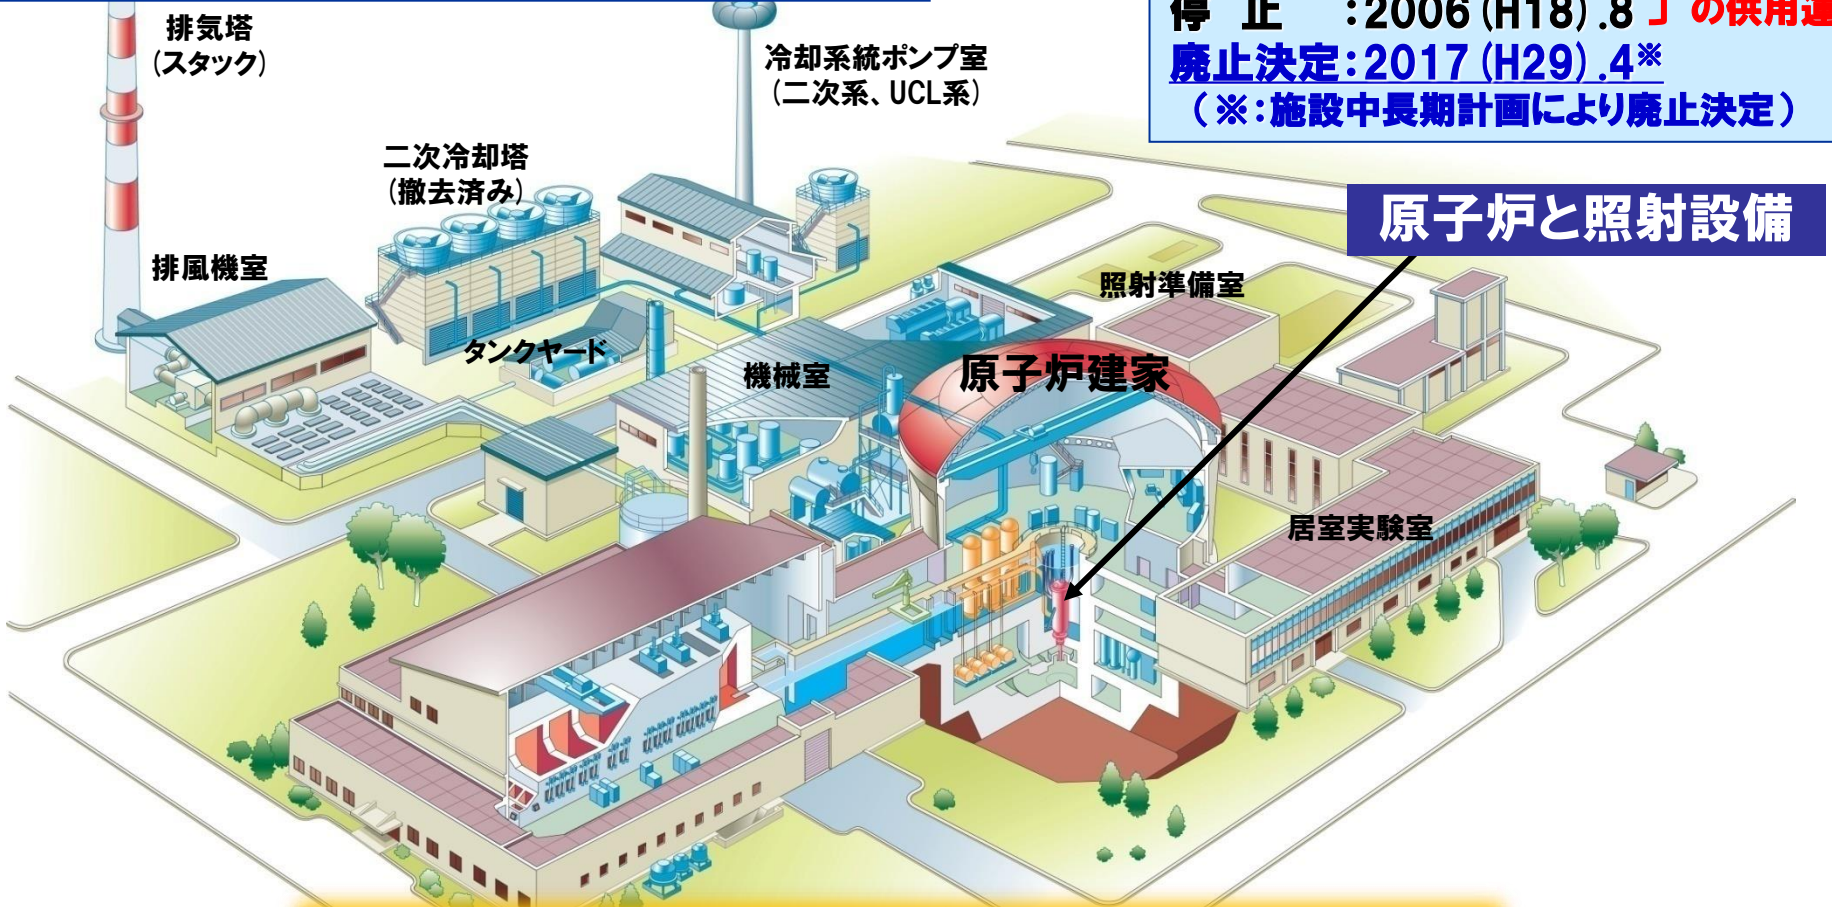 停　止　：2006(H18).8 」の供用運
廃止決定：2017(H29).4※
（※：施設中長期計画により廃止決定）
排気塔
(スタック)
冷却系統ポンプ室
(二次系、UCL系)
二次冷却塔
(撤去済み)
原子炉と照射設備
排風機室
照射準備室
タンクヤード
機械室
原子炉建家
居室実験室